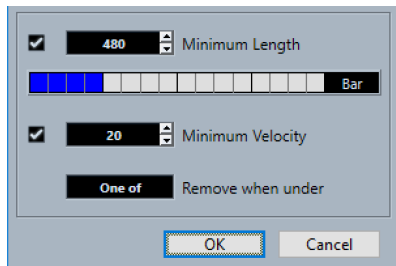 480 Minimum Length
Bar
20 Minimum Velocity
One of Remove when under
OK Cancel